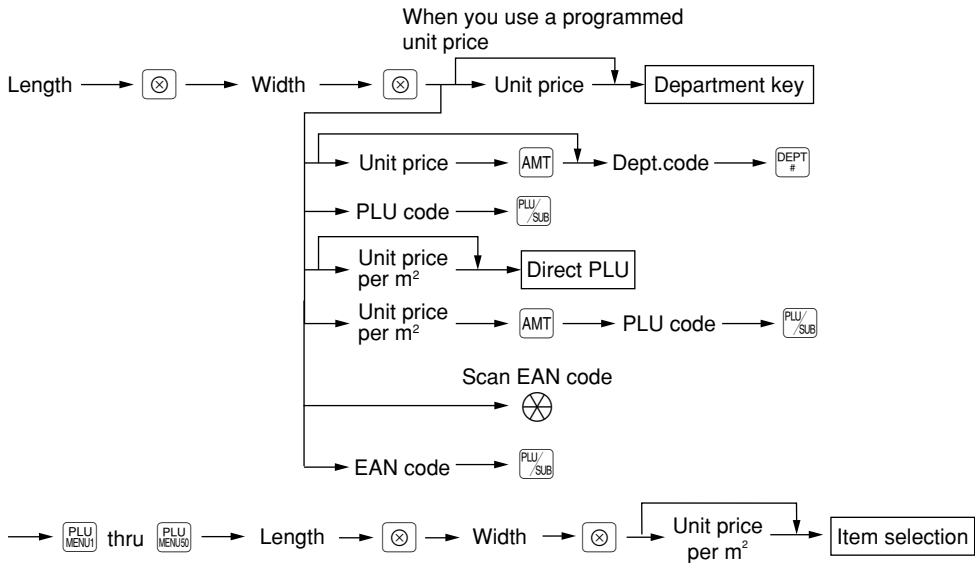 When you use a programmed
unit price
Length ⊗ Width ⊗ Unit price Department key
Unit price AMT Dept.code DEPT #
PLU code PLU/SUB
Unit price
per m² Direct PLU
Unit price
per m² AMT PLU code PLU/SUB
Scan EAN code
EAN code PLU/SUB
PLU MENU1 thru PLU MENU50 Length ⊗ Width ⊗ Unit price
per m² Item selection